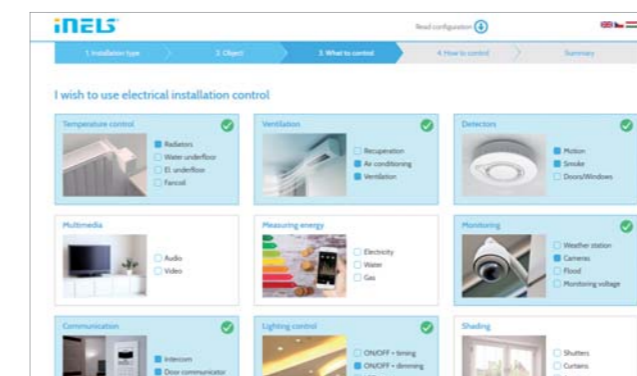 iNELS
Read configuration
1. Installation type
2. Object
3. What to control
4. How to control
Summary
I wish to use electrical installation control
Temperature control
Radiators
Water underfloor
El. underfloor
Fancoil
Ventilation
Recuperation
Air conditioning
Ventilation
Detectors
Motion
Smoke
Doors/Windows
Multimedia
Audio
Video
Measuring energy
Electricity
Water
Gas
Monitoring
Weather station
Cameras
Flood
Monitoring voltage
Communication
Intercom
Door communicator
Lighting control
ON/OFF + timing
ON/OFF + dimming
Shading
Shutters
Curtains